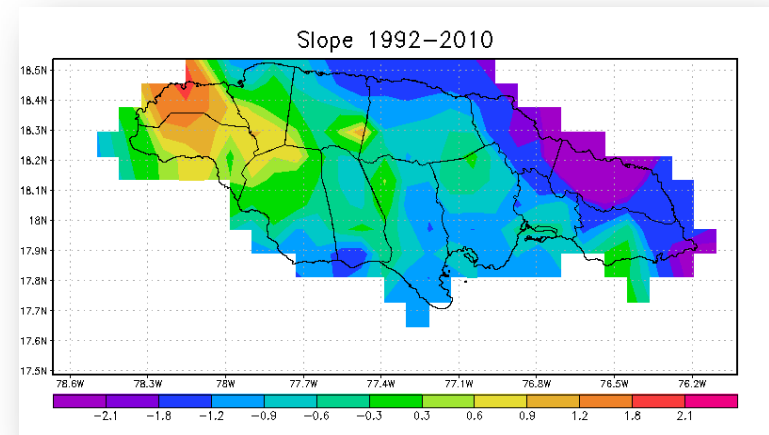 Slope 1992-2010
18.5N
18.4N
18.3N
18.2N
18.1N
18N
17.9N
17.8N
17.7N
17.6N
17.5N
78.6W 78.3W 78W 77.7W 77.4W 77.1W 76.8W 76.5W 76.2W
-2.1 -1.8 -1.2 -0.9 -0.6 -0.3 0.3 0.6 0.9 1.2 1.8 2.1